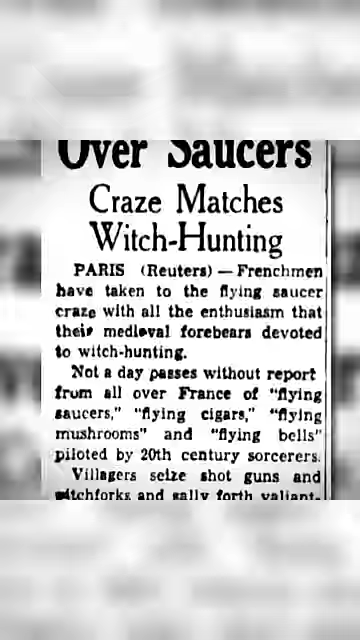 Over Saucers
Craze Matches
Witch-Hunting
PARIS (Reuters) — Frenchmen
have taken to the flying saucer
craze with all the enthusiasm that
their medieval forebears devoted
to witch-hunting.
Not a day passes without report
from all over France of "flying
saucers," "flying cigars," "flying
mushrooms" and "flying bells"
piloted by 20th century sorcerers.
Villagers seize shot guns and
pitchforks and sally forth valiant-